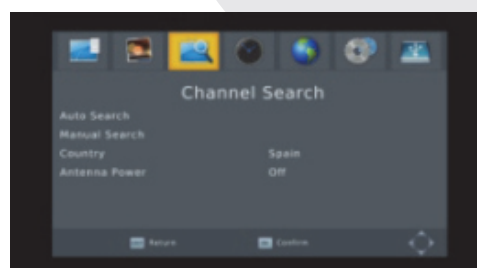 Channel Search
Auto Search
Manual Search
Country Spain
Antenna Power Off
Return Confirm